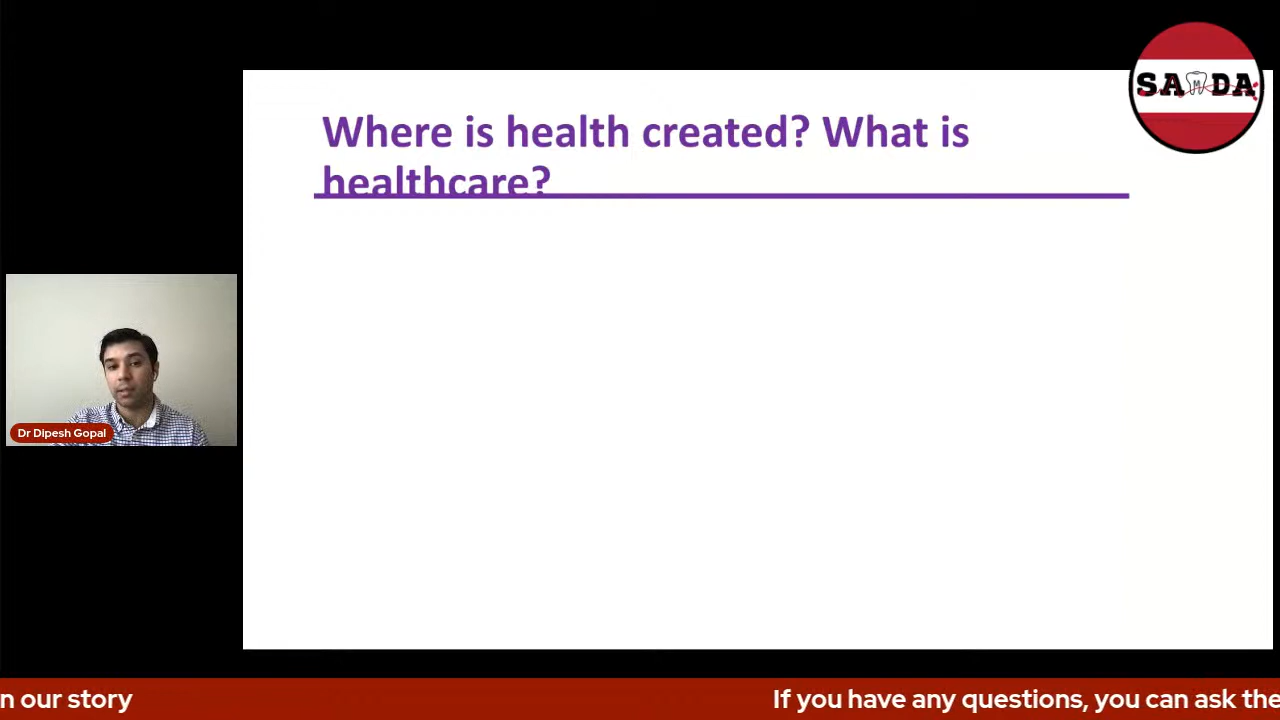 Where is health created? What is
healthcare?
SAMDA
Dr Dipesh Gopal
n our story
If you have any questions, you can ask the